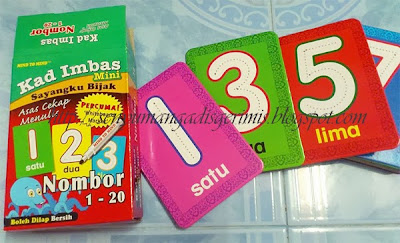 Kad Imbas
Nombor
1 - 20
Kad Imbas
Mini
Sayangku Bijak
Asas Cekap
Menulis
PERCUMA!
1
satu
2
dua
3
Nombor
1 - 20
Boleh Dilap Bersih
1
satu
3
5
lima
7